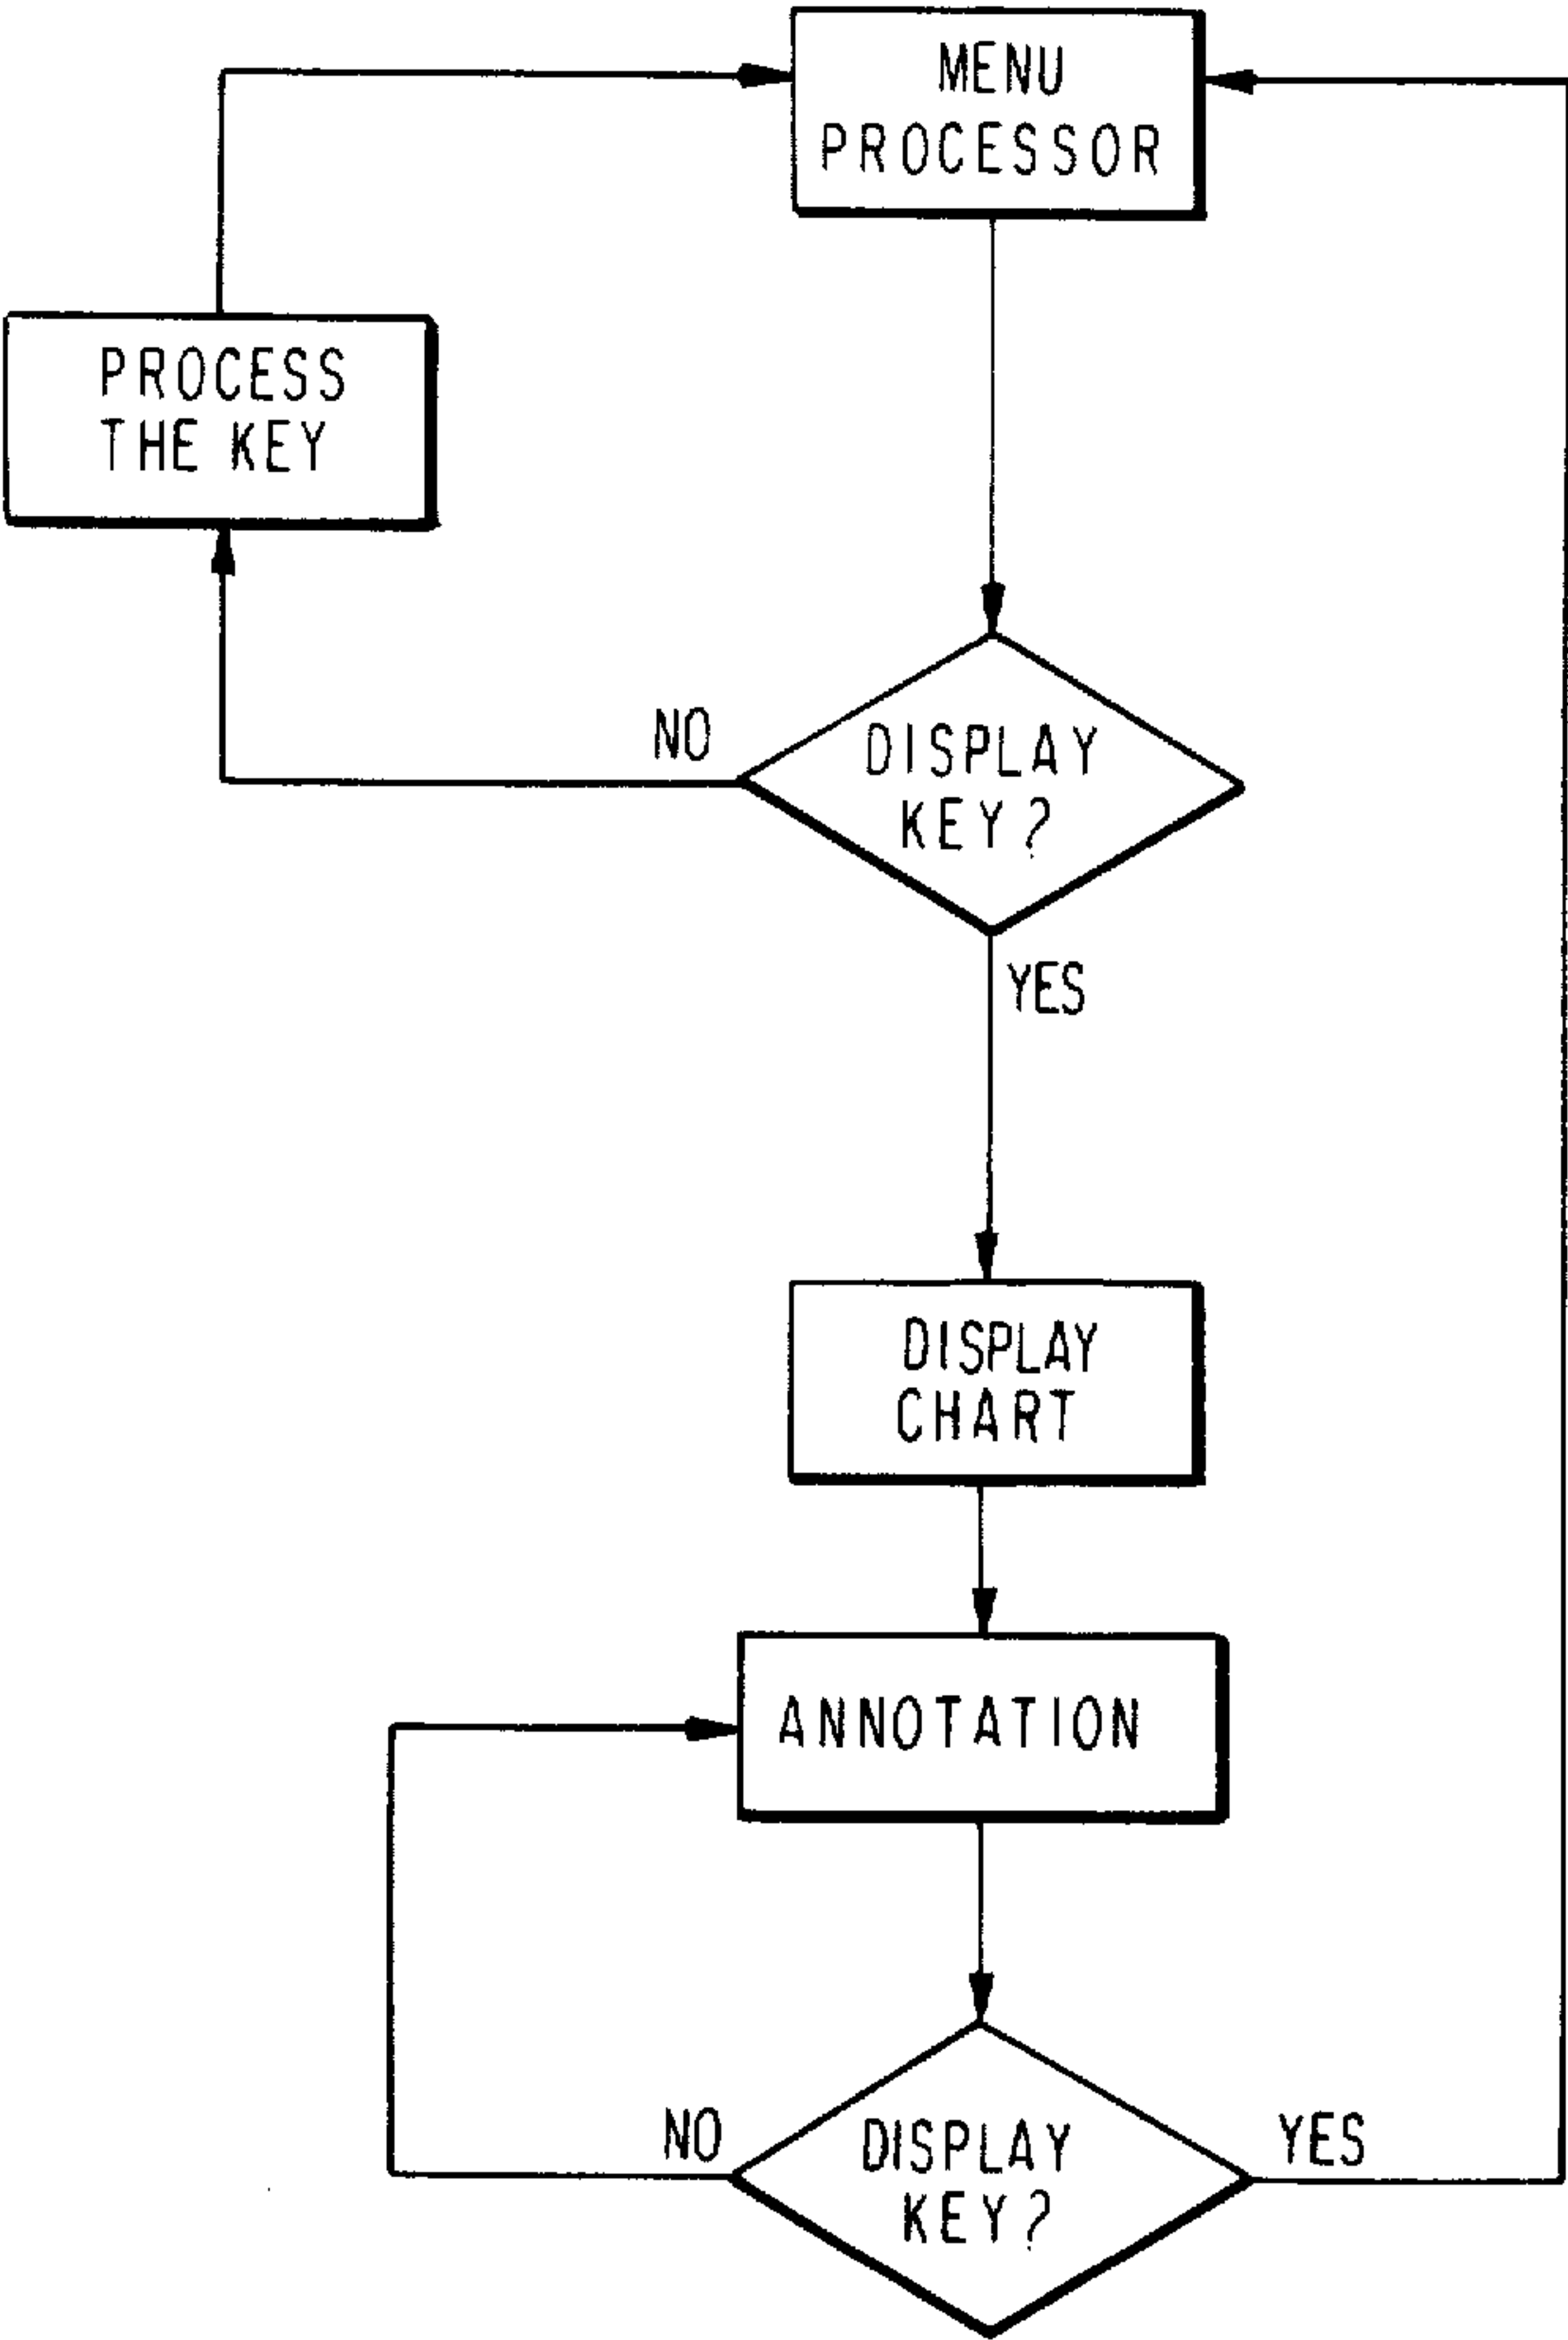 MENU
PROCESSOR
PROCESS
THE KEY
NO
DISPLAY
KEY?
YES
DISPLAY
CHART
ANNOTATION
NO
DISPLAY
KEY?
YES